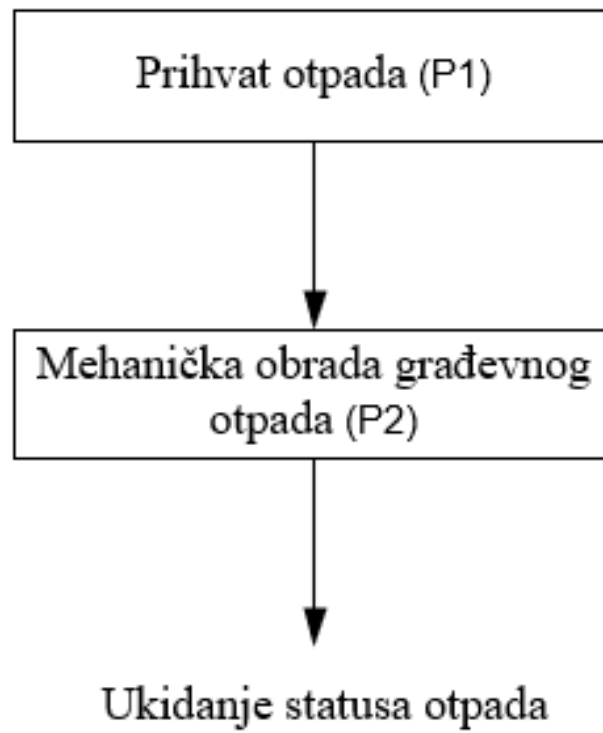 Prihvat otpada (P1)
Mehanička obrada građevnog
otpada (P2)
Ukidanje statusa otpada